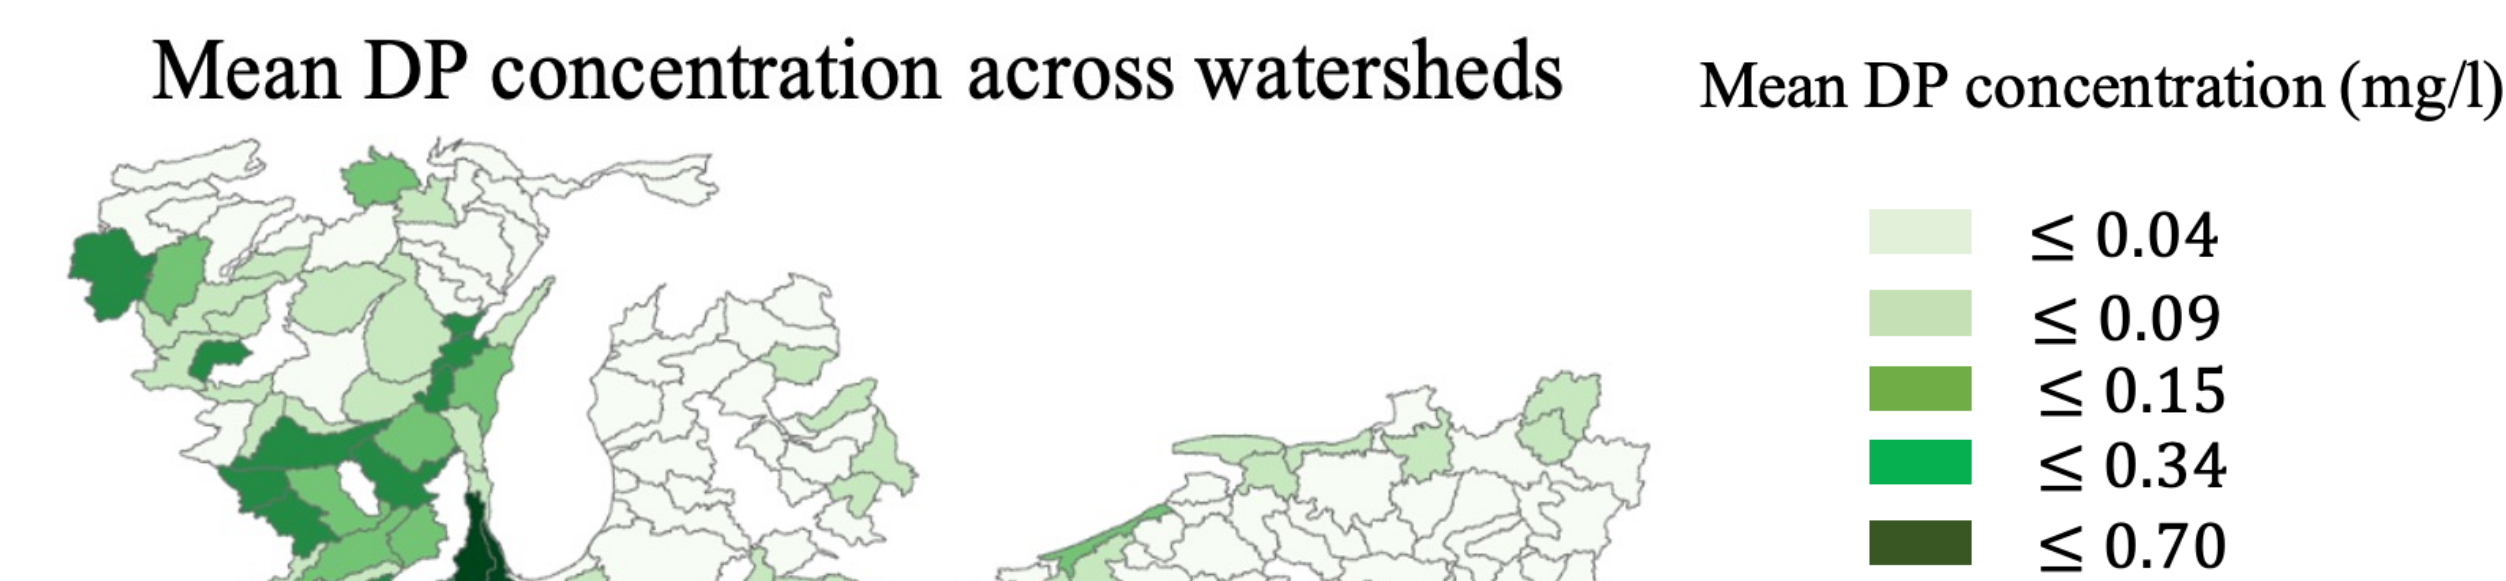 Mean DP concentration across watersheds
Mean DP concentration (mg/l)
≤ 0.04
≤ 0.09
≤ 0.15
≤ 0.34
≤ 0.70